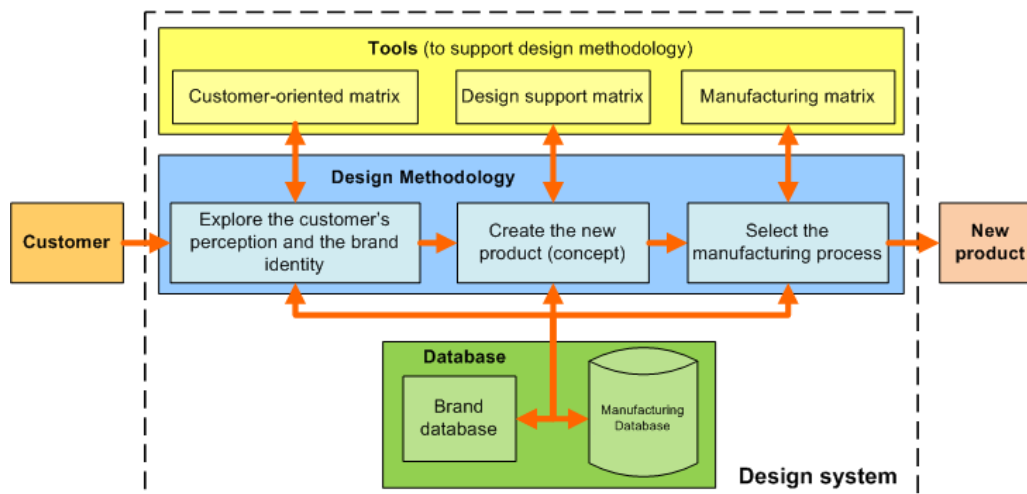 Tools (to support design methodology)
Customer-oriented matrix
Design support matrix
Manufacturing matrix
Design Methodology
Customer
Explore the customer's
perception and the brand
identity
Create the new
product (concept)
Select the
manufacturing process
New
product
Database
Brand
database
Manufacturing
Database
Design system